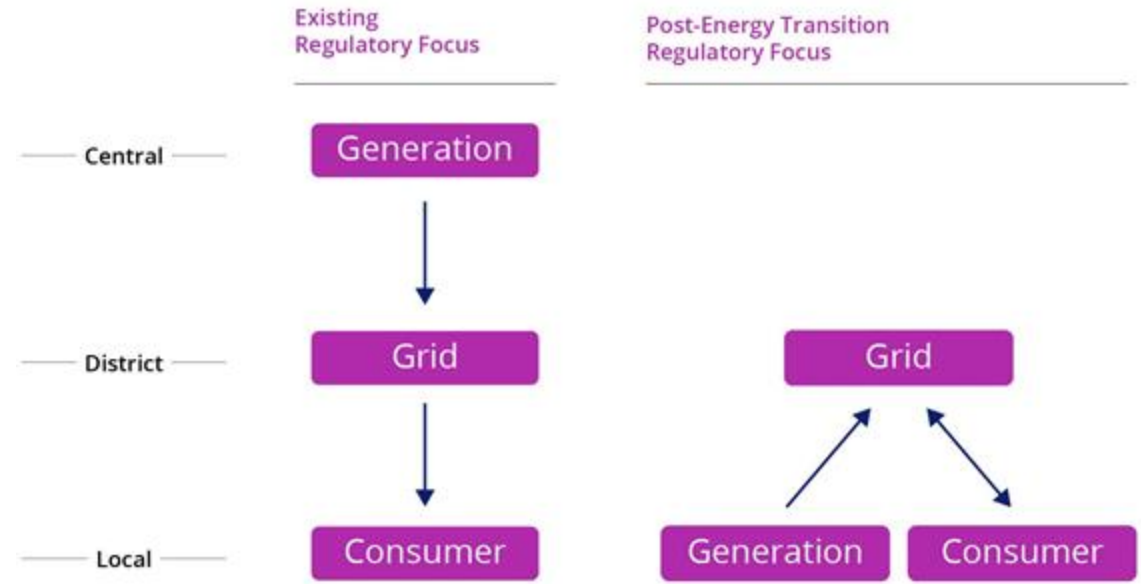 Existing
Regulatory Focus
Post-Energy Transition
Regulatory Focus
Central
Generation
District
Grid
Grid
Local
Consumer
Generation
Consumer